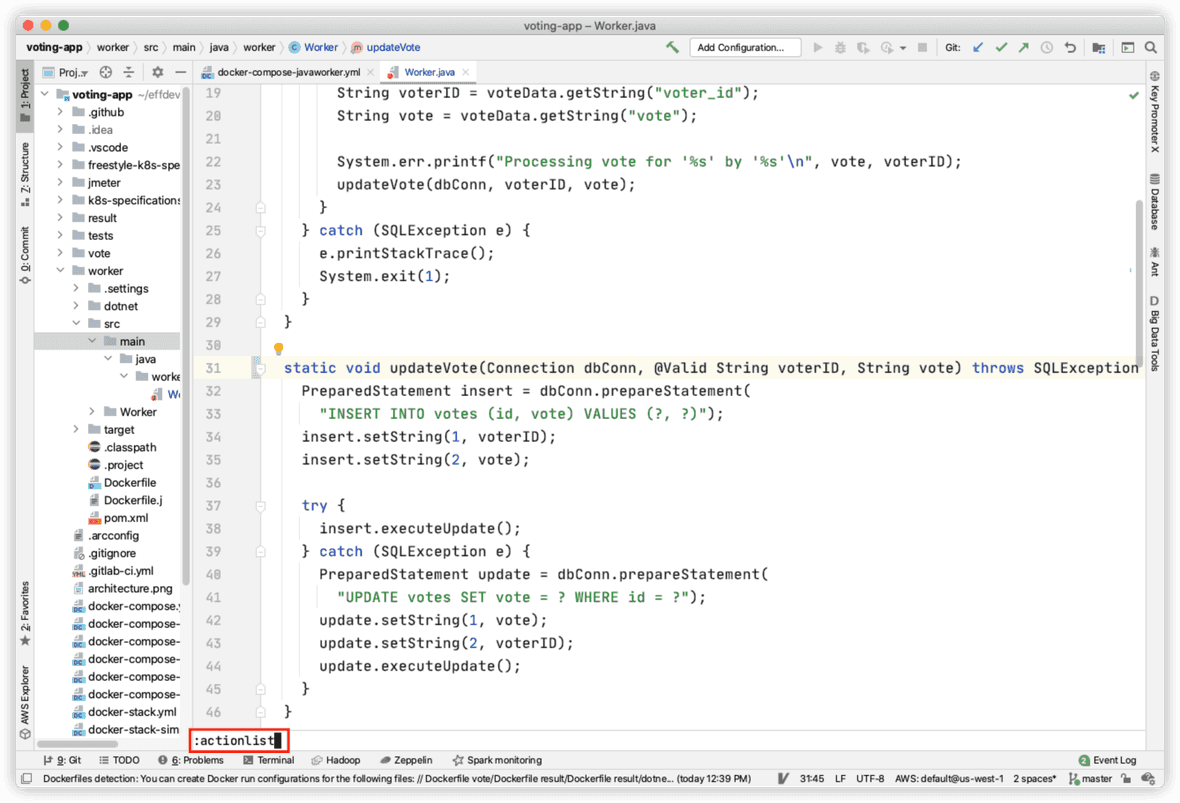 voting-app – Worker.java
voting-app worker src main java worker C Worker m updateVote
Add Configuration...
Git:
1: Project
Z: Structure
0: Commit
2: Favorites
AWS Explorer
Proj..
voting-app ~/effdev
.github
.idea
.vscode
freestyle-k8s-spe
jmeter
k8s-specifications
result
tests
vote
worker
.settings
dotnet
src
main
java
worke
Wo
Worker
target
.classpath
.project
Dockerfile
Dockerfile.j
pom.xml
.arcconfig
.gitignore
.gitlab-ci.yml
architecture.png
docker-compose.y
docker-compose-
docker-compose-
docker-compose-
docker-compose-
docker-compose-
docker-stack.yml
docker-stack-sim
docker-compose-javaworker.yml
Worker.java
19 String voterID = voteData.getString("voter_id");
20 String vote = voteData.getString("vote");
21
22 System.err.printf("Processing vote for '%s' by '%s'\n", vote, voterID);
23 updateVote(dbConn, voterID, vote);
24 }
25 } catch (SQLException e) {
26 e.printStackTrace();
27 System.exit(1);
28 }
29 }
30
31 static void updateVote(Connection dbConn, @Valid String voterID, String vote) throws SQLException
32 PreparedStatement insert = dbConn.prepareStatement(
33 "INSERT INTO votes (id, vote) VALUES (?, ?)");
34 insert.setString(1, voterID);
35 insert.setString(2, vote);
36
37 try {
38 insert.executeUpdate();
39 } catch (SQLException e) {
40 PreparedStatement update = dbConn.prepareStatement(
41 "UPDATE votes SET vote = ? WHERE id = ?");
42 update.setString(1, vote);
43 update.setString(2, voterID);
44 update.executeUpdate();
45 }
46 }
:actionlist
Key Promoter X
Database
Ant
D Big Data Tools
9: Git TODO 6: Problems Terminal Hadoop Zeppelin Spark monitoring 2 Event Log
Dockerfiles detection: You can create Docker run configurations for the following files: // Dockerfile vote/Dockerfile result/Dockerfile result/dotne... (today 12:39 PM) 31:45 LF UTF-8 AWS: default@us-west-1 2 spaces* master